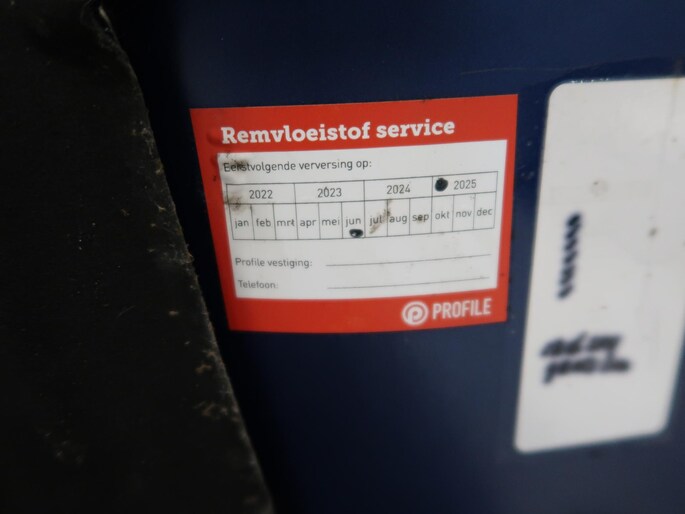 Remvloeistof service
Eerstvolgende verversing op:
2022 2023 2024 2025
jan feb mrt apr mei jun jul aug sep okt nov dec
Profile vestiging:
Telefoon:
PROFILE